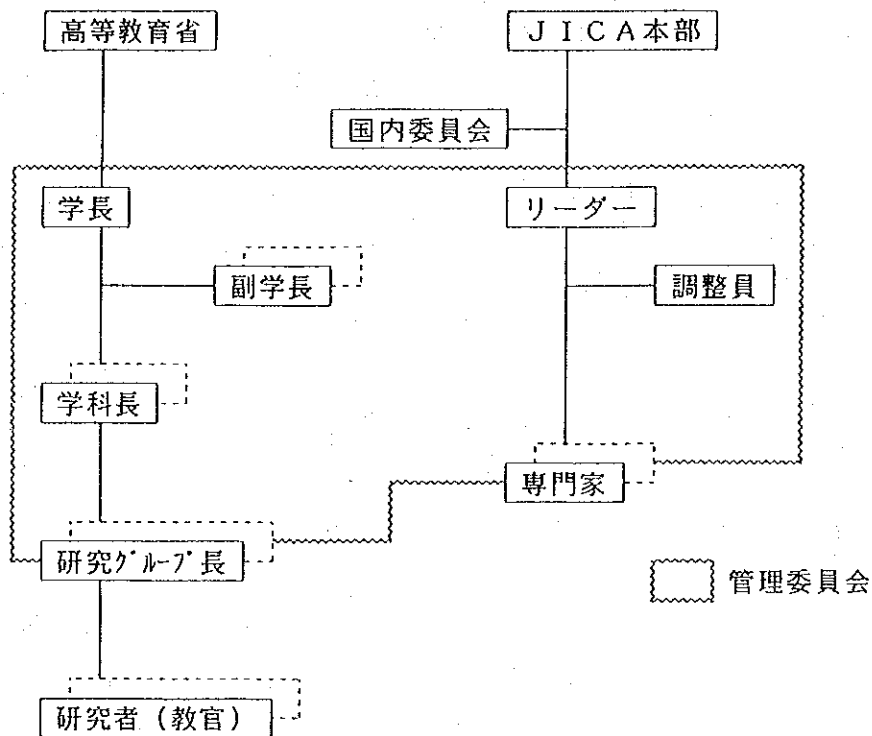 高等教育省
ＪＩＣＡ本部
国内委員会
学長
リーダー
副学長
調整員
学科長
専門家
研究ｸﾞﾙｰﾌﾟ長
管理委員会
研究者（教官）